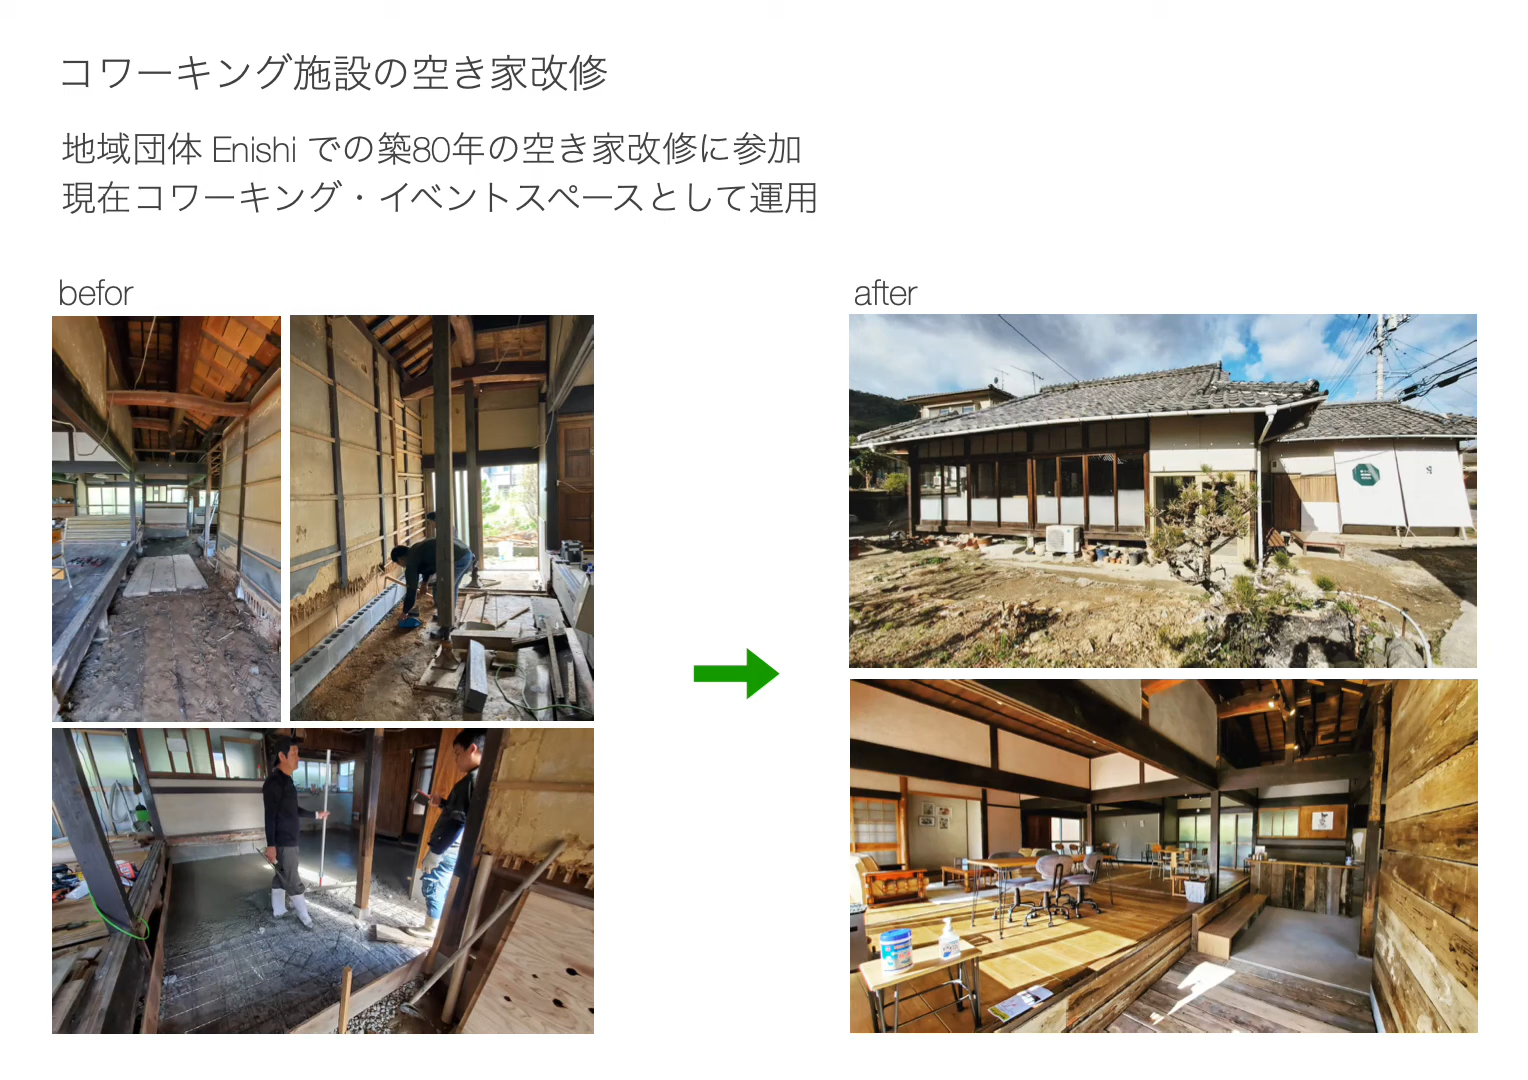 コワーキング施設の空き家改修
地域団体 Enishi での築80年の空き家改修に参加
現在コワーキング・イベントスペースとして運用
befor
after